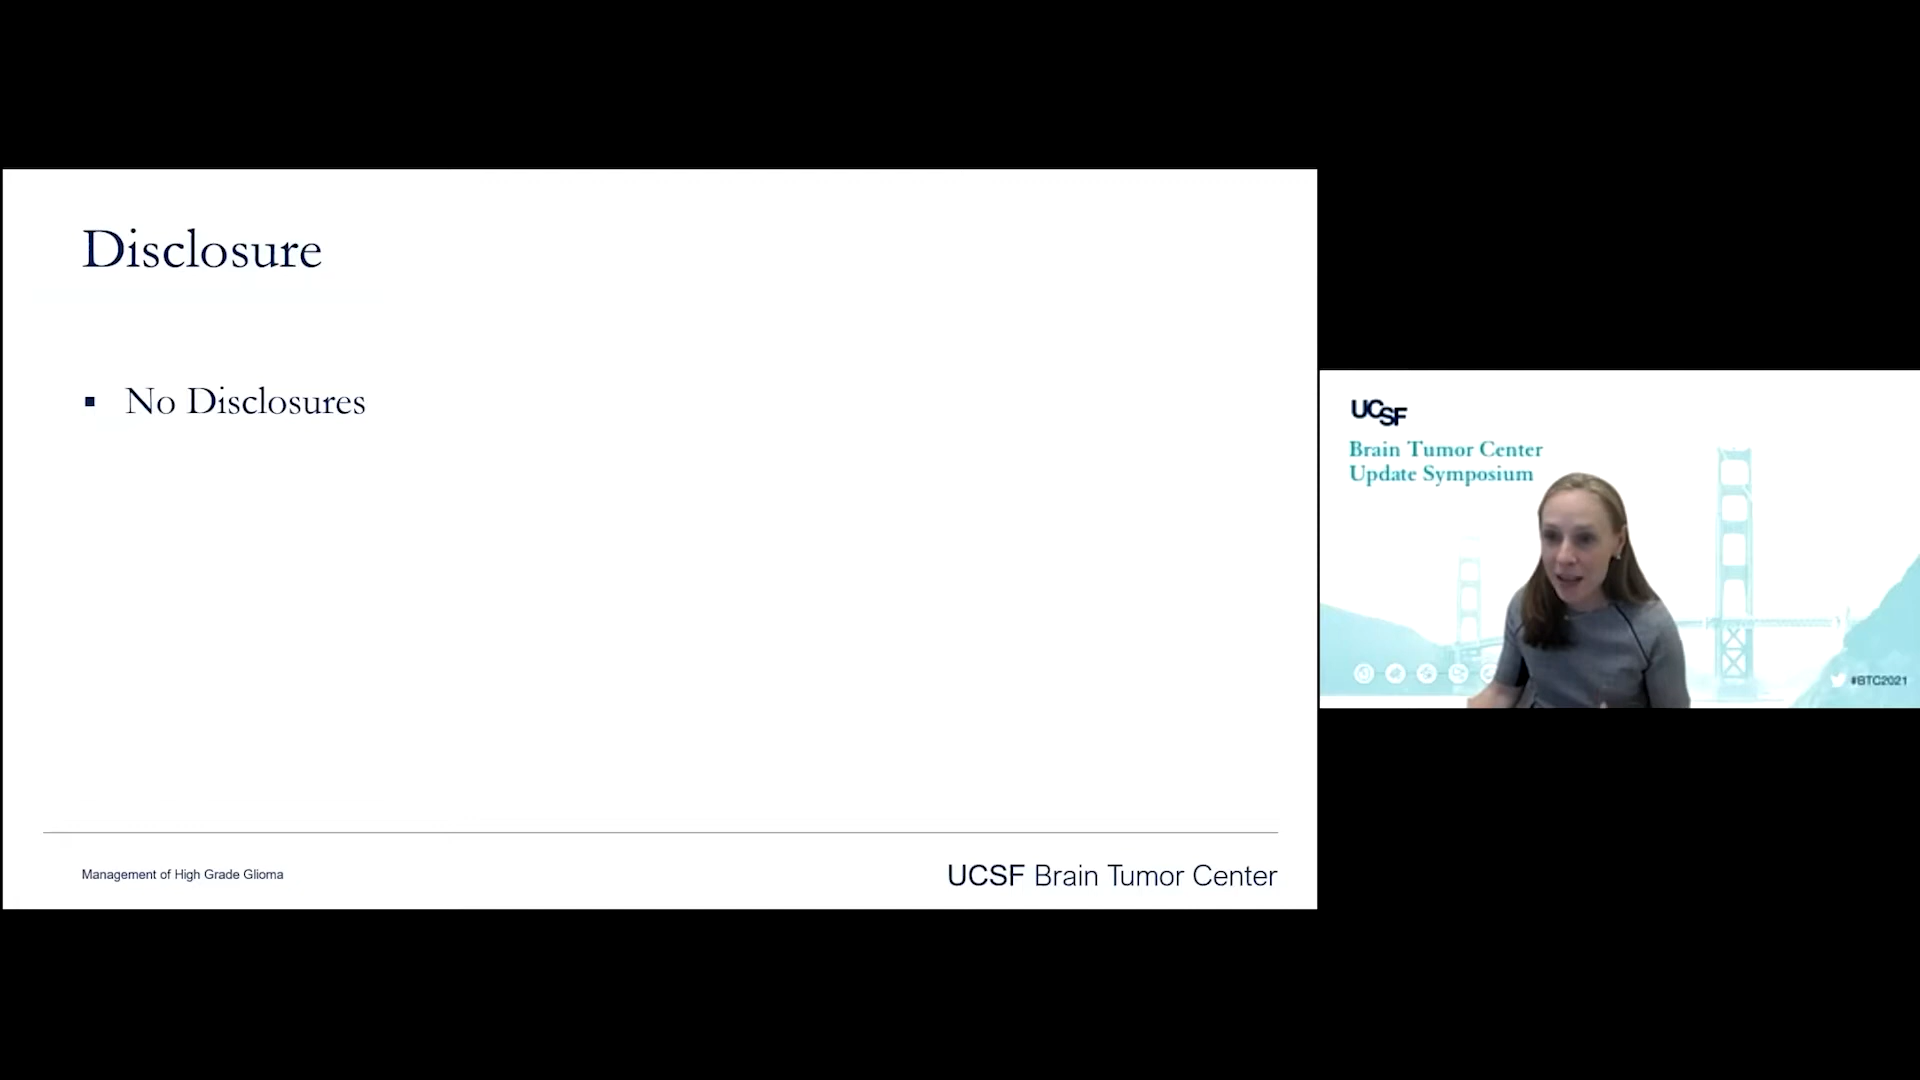 Disclosure
▪ No Disclosures
Management of High Grade Glioma
UCSF Brain Tumor Center
UCSF
Brain Tumor Center
Update Symposium
#BTC2021